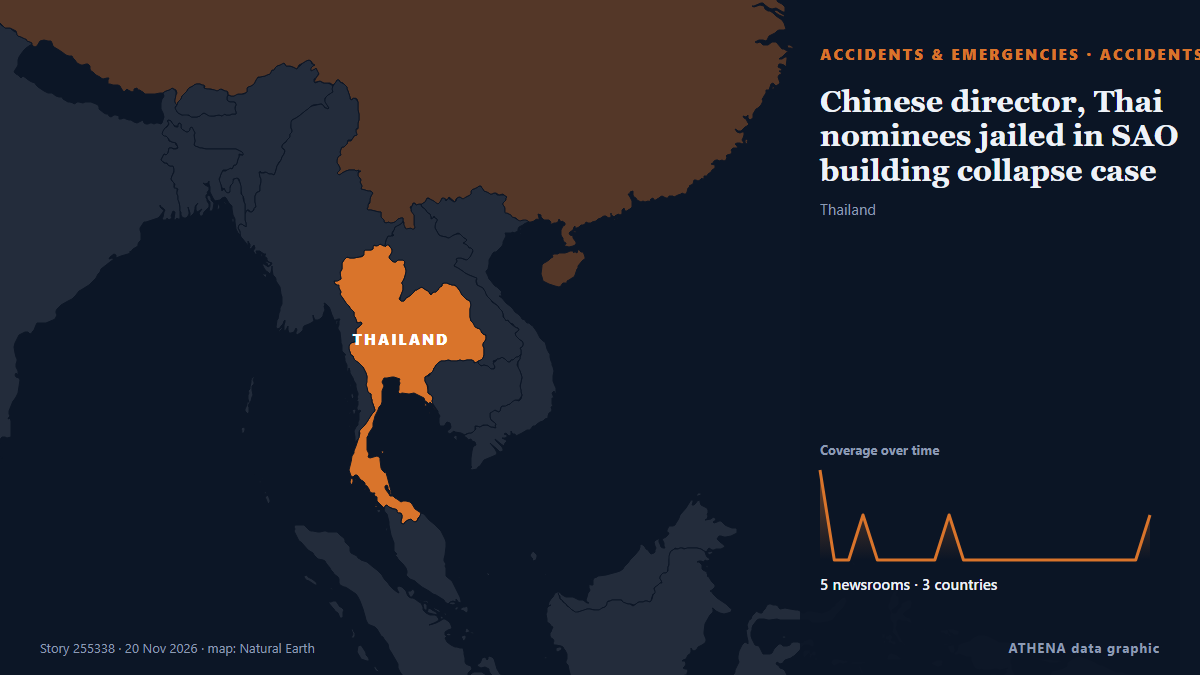 ACCIDENTS & EMERGENCIES · ACCIDENTS
Chinese director, Thai
nominees jailed in SAO
building collapse case
Thailand
THAILAND
Coverage over time
5 newsrooms · 3 countries
Story 255338 · 20 Nov 2026 · map: Natural Earth
ATHENA data graphic